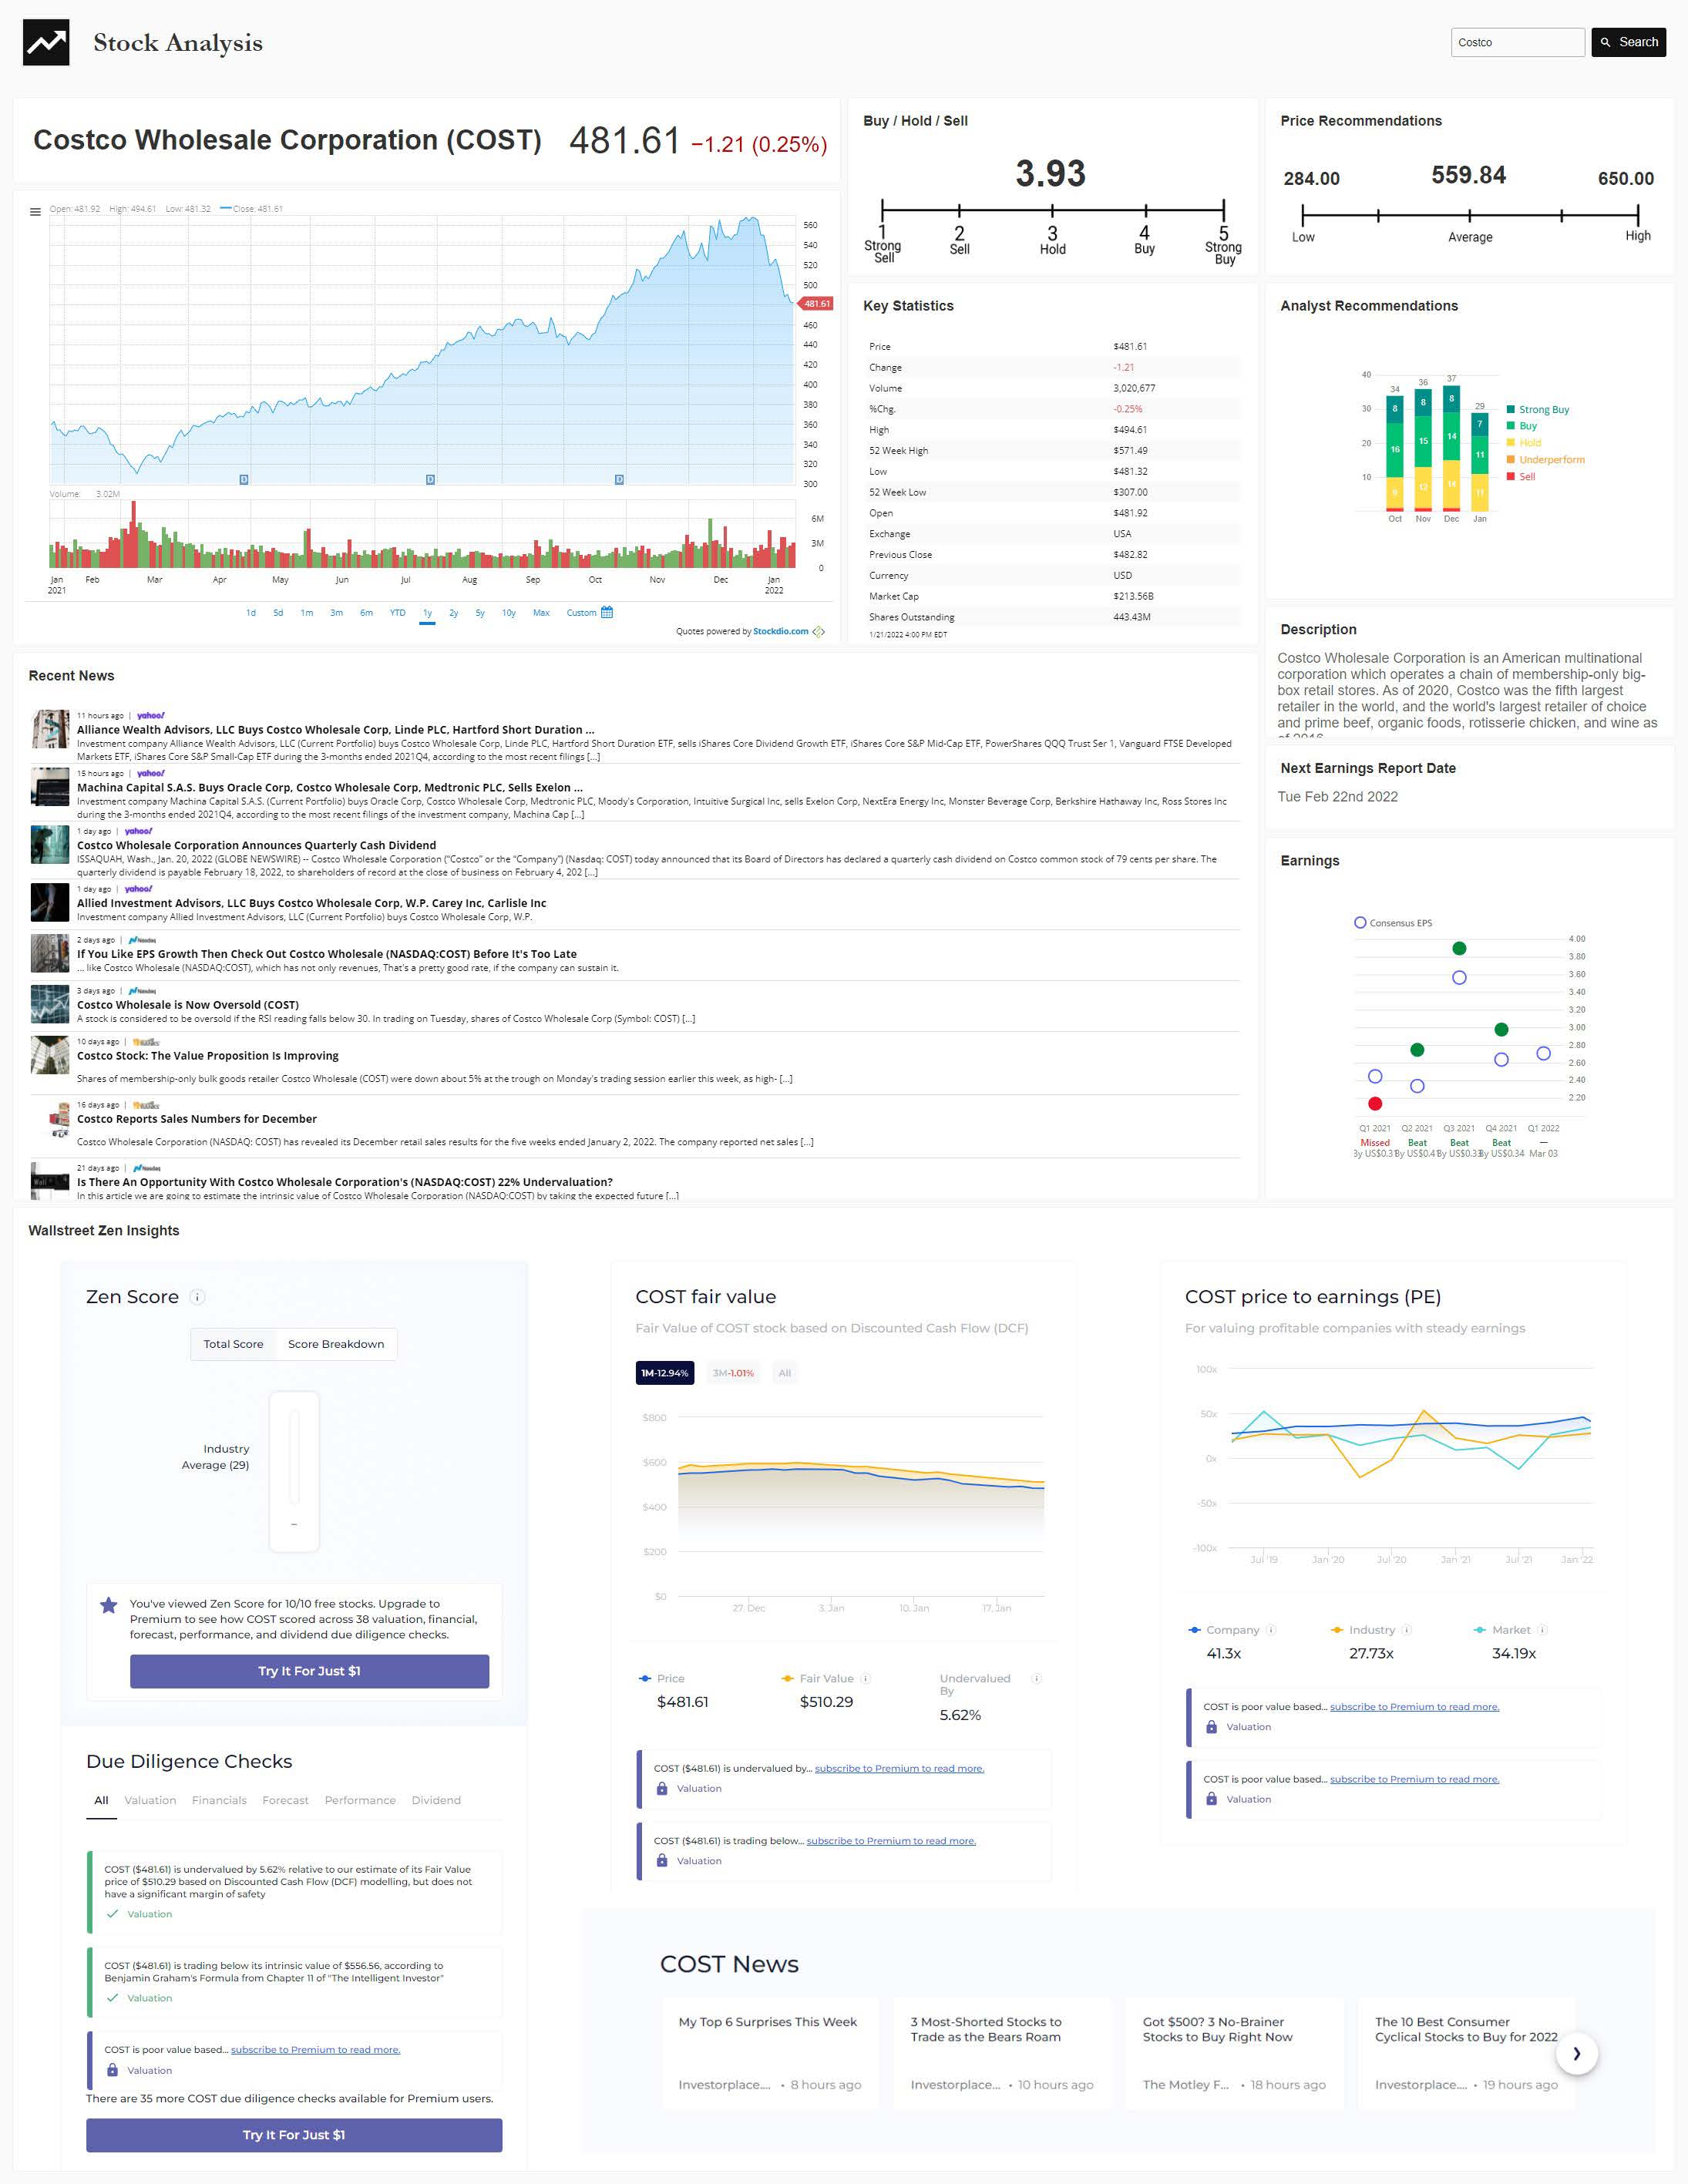 Stock Analysis
Costco
Search
Costco Wholesale Corporation (COST) 481.61 −1.21 (0.25%)
Open: 481.92 High: 494.61 Low: 481.32 Close: 481.61
560
540
520
500
481.61
460
440
420
400
380
360
340
320
300
D D D
Volume: 3.02M
6M
3M
0
Jan 2021 Feb Mar Apr May Jun Jul Aug Sep Oct Nov Dec Jan 2022
1d 5d 1m 3m 6m YTD 1y 2y 5y 10y Max Custom
Quotes powered by Stockdio.com
Buy / Hold / Sell
3.93
1 2 3 4 5
Strong Sell Sell Hold Buy Strong Buy
Price Recommendations
284.00 559.84 650.00
Low Average High
Key Statistics
Price $481.61
Change -1.21
Volume 3,020,677
%Chg. -0.25%
High $494.61
52 Week High $571.49
Low $481.32
52 Week Low $307.00
Open $481.92
Exchange USA
Previous Close $482.82
Currency USD
Market Cap $213.56B
Shares Outstanding 443.43M
1/21/2022 4:00 PM EDT
Analyst Recommendations
40
30
20
10
34 36 37 29
8 8 8 7
16 15 14 11
9 12 14 11
Oct Nov Dec Jan
Strong Buy
Buy
Hold
Underperform
Sell
Description
Costco Wholesale Corporation is an American multinational
corporation which operates a chain of membership-only big-
box retail stores. As of 2020, Costco was the fifth largest
retailer in the world, and the world's largest retailer of choice
and prime beef, organic foods, rotisserie chicken, and wine as
of 2016
Next Earnings Report Date
Tue Feb 22nd 2022
Earnings
Consensus EPS
4.00
3.80
3.60
3.40
3.20
3.00
2.80
2.60
2.40
2.20
Q1 2021 Q2 2021 Q3 2021 Q4 2021 Q1 2022
Missed Beat Beat Beat —
By US$0.41 By US$0.33 By US$0.34 Mar 03
Recent News
11 hours ago | yahoo!
Alliance Wealth Advisors, LLC Buys Costco Wholesale Corp, Linde PLC, Hartford Short Duration ...
Investment company Alliance Wealth Advisors, LLC (Current Portfolio) buys Costco Wholesale Corp, Linde PLC, Hartford Short Duration ETF, sells iShares Core Dividend Growth ETF, iShares Core S&P Mid-Cap ETF, PowerShares QQQ Trust Ser 1, Vanguard FTSE Developed
Markets ETF, iShares Core S&P Small-Cap ETF during the 3-months ended 2021Q4, according to the most recent filings [...]
15 hours ago | yahoo!
Machina Capital S.A.S. Buys Oracle Corp, Costco Wholesale Corp, Medtronic PLC, Sells Exelon ...
Investment company Machina Capital S.A.S. (Current Portfolio) buys Oracle Corp, Costco Wholesale Corp, Medtronic PLC, Moody's Corporation, Intuitive Surgical Inc, sells Exelon Corp, NextEra Energy Inc, Monster Beverage Corp, Berkshire Hathaway Inc, Ross Stores Inc
during the 3-months ended 2021Q4, according to the most recent filings of the investment company, Machina Cap [...]
1 day ago | yahoo!
Costco Wholesale Corporation Announces Quarterly Cash Dividend
ISSAQUAH, Wash., Jan. 20, 2022 (GLOBE NEWSWIRE) -- Costco Wholesale Corporation ("Costco" or the "Company") (Nasdaq: COST) today announced that its Board of Directors has declared a quarterly cash dividend on Costco common stock of 79 cents per share. The
quarterly dividend is payable February 18, 2022, to shareholders of record at the close of business on February 4, 202 [...]
1 day ago | yahoo!
Allied Investment Advisors, LLC Buys Costco Wholesale Corp, W.P. Carey Inc, Carlisle Inc
Investment company Allied Investment Advisors, LLC (Current Portfolio) buys Costco Wholesale Corp, W.P.
2 days ago | Nasdaq
If You Like EPS Growth Then Check Out Costco Wholesale (NASDAQ:COST) Before It's Too Late
... like Costco Wholesale (NASDAQ:COST), which has not only revenues, That's a pretty good rate, if the company can sustain it.
3 days ago | Nasdaq
Costco Wholesale is Now Oversold (COST)
A stock is considered to be oversold if the RSI reading falls below 30. In trading on Tuesday, shares of Costco Wholesale Corp (Symbol: COST) [...]
10 days ago |
Costco Stock: The Value Proposition Is Improving
Shares of membership-only bulk goods retailer Costco Wholesale (COST) were down about 5% at the trough on Monday's trading session earlier this week, as high- [...]
16 days ago |
Costco Reports Sales Numbers for December
Costco Wholesale Corporation (NASDAQ: COST) has revealed its December retail sales results for the five weeks ended January 2, 2022. The company reported net sales [...]
21 days ago | Nasdaq
Is There An Opportunity With Costco Wholesale Corporation's (NASDAQ:COST) 22% Undervaluation?
In this article we are going to estimate the intrinsic value of Costco Wholesale Corporation (NASDAQ:COST) by taking the expected future [...]
Wallstreet Zen Insights
Zen Score
Total Score Score Breakdown
Industry
Average (29)
–
You've viewed Zen Score for 10/10 free stocks. Upgrade to
Premium to see how COST scored across 38 valuation, financial,
forecast, performance, and dividend due diligence checks.
Try It For Just $1
Due Diligence Checks
All Valuation Financials Forecast Performance Dividend
COST ($481.61) is undervalued by 5.62% relative to our estimate of its Fair Value
price of $510.29 based on Discounted Cash Flow (DCF) modelling, but does not
have a significant margin of safety
Valuation
COST ($481.61) is trading below its intrinsic value of $556.56, according to
Benjamin Graham's Formula from Chapter 11 of "The Intelligent Investor"
Valuation
COST is poor value based... subscribe to Premium to read more.
Valuation
There are 35 more COST due diligence checks available for Premium users.
Try It For Just $1
COST fair value
Fair Value of COST stock based on Discounted Cash Flow (DCF)
1M-12.94% 3M-1.01% All
$800
$600
$400
$200
$0
27. Dec 3. Jan 10. Jan 17. Jan
Price Fair Value Undervalued By
$481.61 $510.29 5.62%
COST ($481.61) is undervalued by... subscribe to Premium to read more.
Valuation
COST ($481.61) is trading below... subscribe to Premium to read more.
Valuation
COST price to earnings (PE)
For valuing profitable companies with steady earnings
100x
50x
0x
-50x
-100x
Jul '19 Jan '20 Jul '20 Jan '21 Jul '21 Jan '22
Company Industry Market
41.3x 27.73x 34.19x
COST is poor value based... subscribe to Premium to read more.
Valuation
COST is poor value based... subscribe to Premium to read more.
Valuation
COST News
My Top 6 Surprises This Week
Investorplace.... • 8 hours ago
3 Most-Shorted Stocks to
Trade as the Bears Roam
Investorplace... • 10 hours ago
Got $500? 3 No-Brainer
Stocks to Buy Right Now
The Motley F... • 18 hours ago
The 10 Best Consumer
Cyclical Stocks to Buy for 2022
Investorplace.... • 19 hours ago